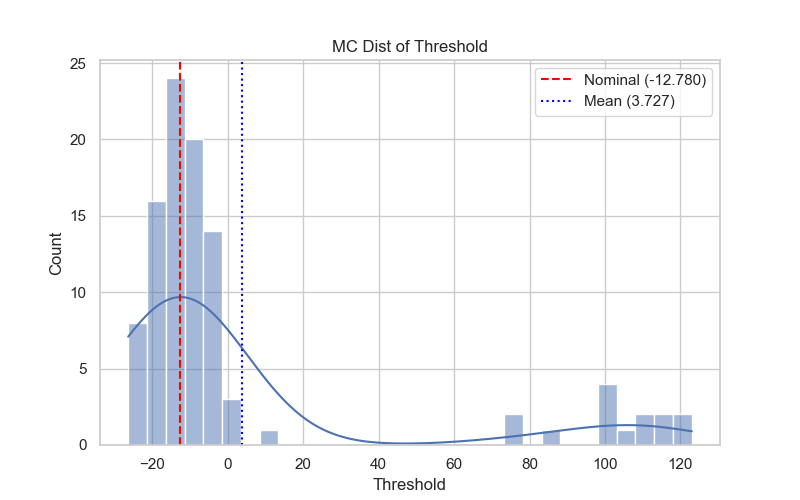 MC Dist of Threshold
Nominal (-12.780)
Mean (3.727)
Count
25
20
15
10
5
0
−20
0
20
40
60
80
100
120
Threshold